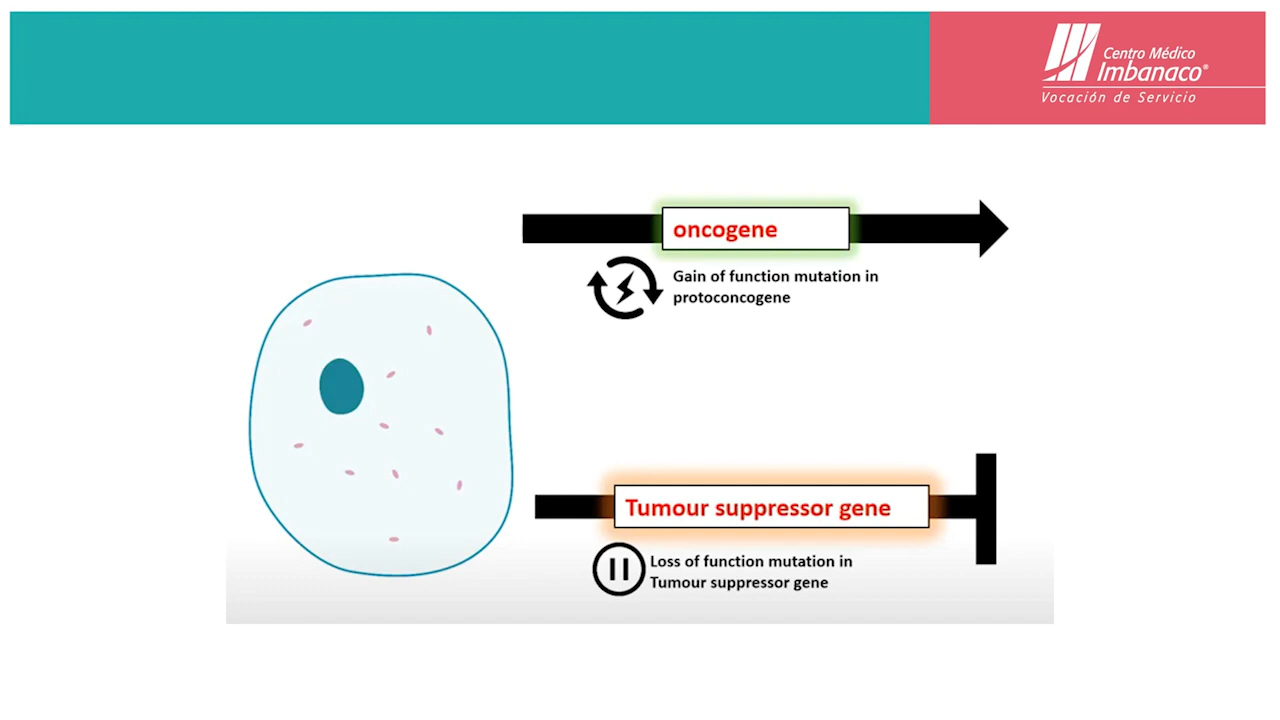 Centro Médico
Imbanaco®
Vocación de Servicio
oncogene
Gain of function mutation in
protoconcogene
Tumour suppressor gene
Loss of function mutation in
Tumour suppressor gene